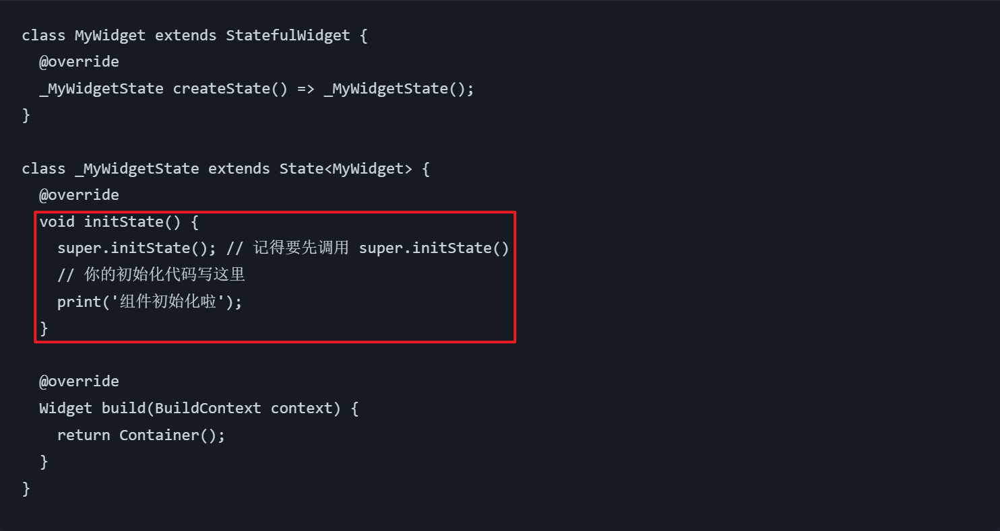 class MyWidget extends StatefulWidget {
  @override
  _MyWidgetState createState() => _MyWidgetState();
}
class _MyWidgetState extends State<MyWidget> {
  @override
  void initState() {
    super.initState(); // 记得要先调用 super.initState()
    // 你的初始化代码写这里
    print('组件初始化啦');
  }
  @override
  Widget build(BuildContext context) {
    return Container();
  }
}